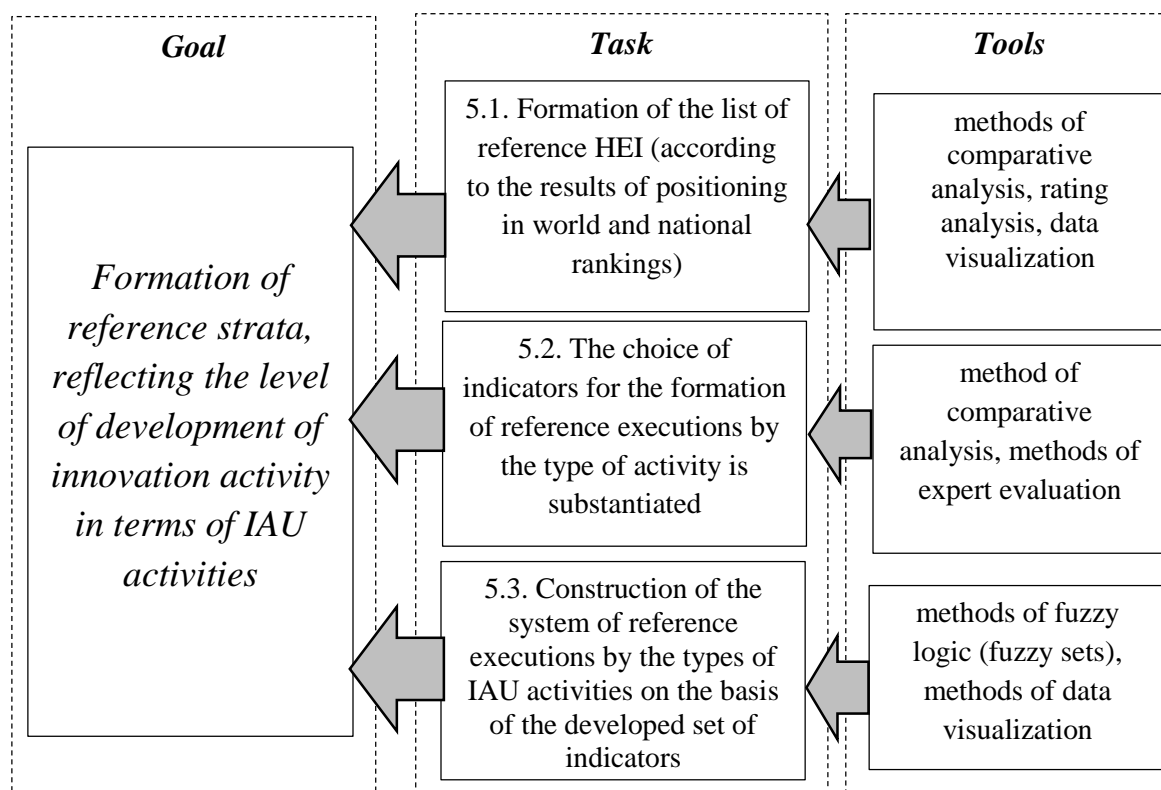 Goal
Formation of
reference strata,
reflecting the level
of development of
innovation activity
in terms of IAU
activities
Task
5.1. Formation of the list of
reference HEI (according
to the results of positioning
in world and national
rankings)
5.2. The choice of
indicators for the formation
of reference executions by
the type of activity is
substantiated
5.3. Construction of the
system of reference
executions by the types of
IAU activities on the basis
of the developed set of
indicators
Tools
methods of
comparative
analysis, rating
analysis, data
visualization
method of
comparative
analysis, methods of
expert evaluation
methods of fuzzy
logic (fuzzy sets),
methods of data
visualization